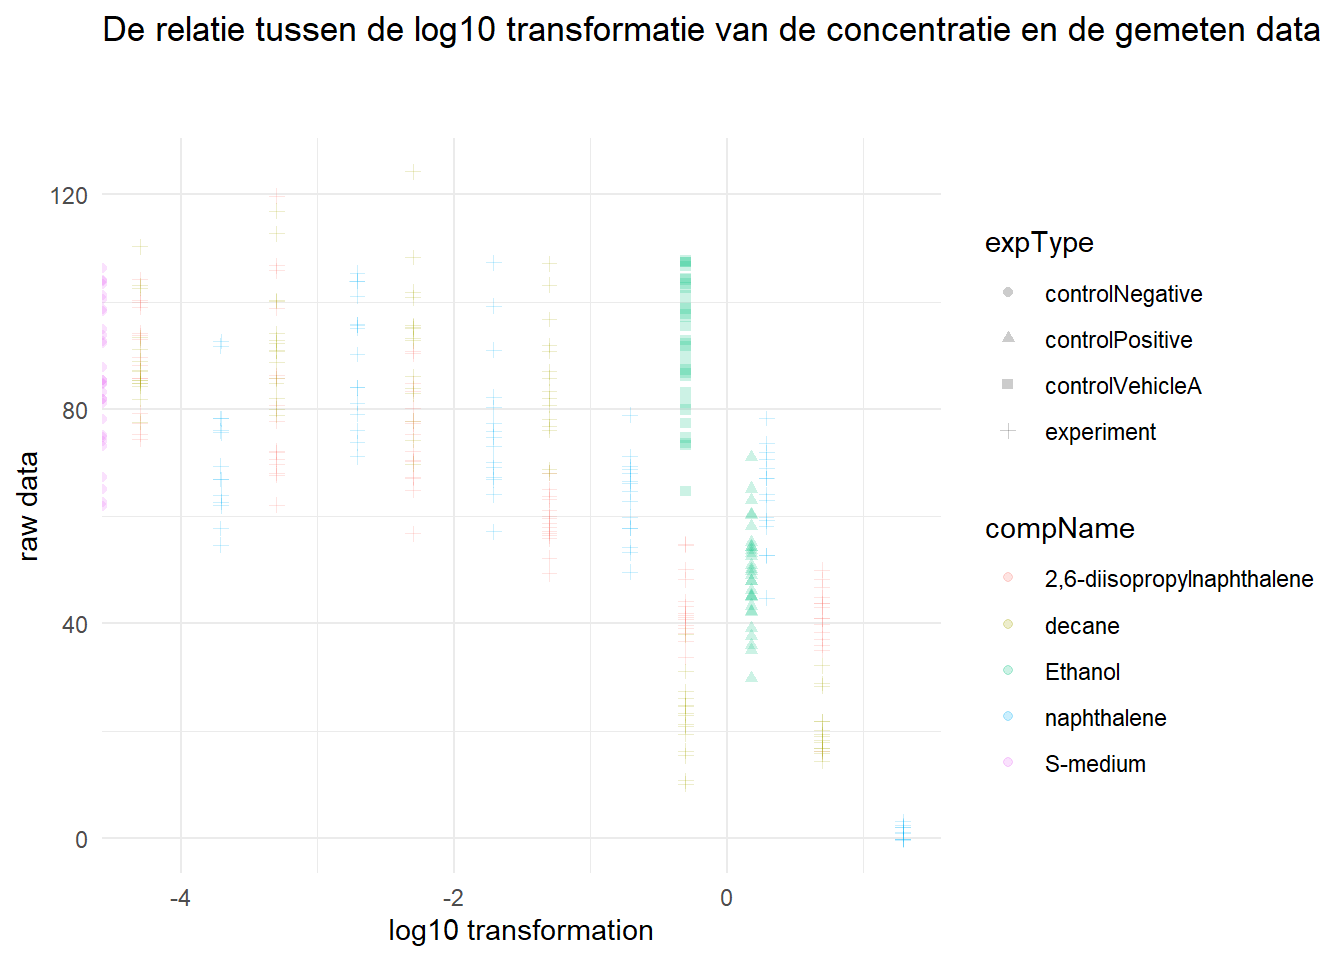 De relatie tussen de log10 transformatie van de concentratie en de gemeten data
120
80
40
0
raw data
-4
-2
0
log10 transformation
expType
controlNegative
controlPositive
controlVehicleA
experiment
compName
2,6-diisopropylnaphthalene
decane
Ethanol
naphthalene
S-medium